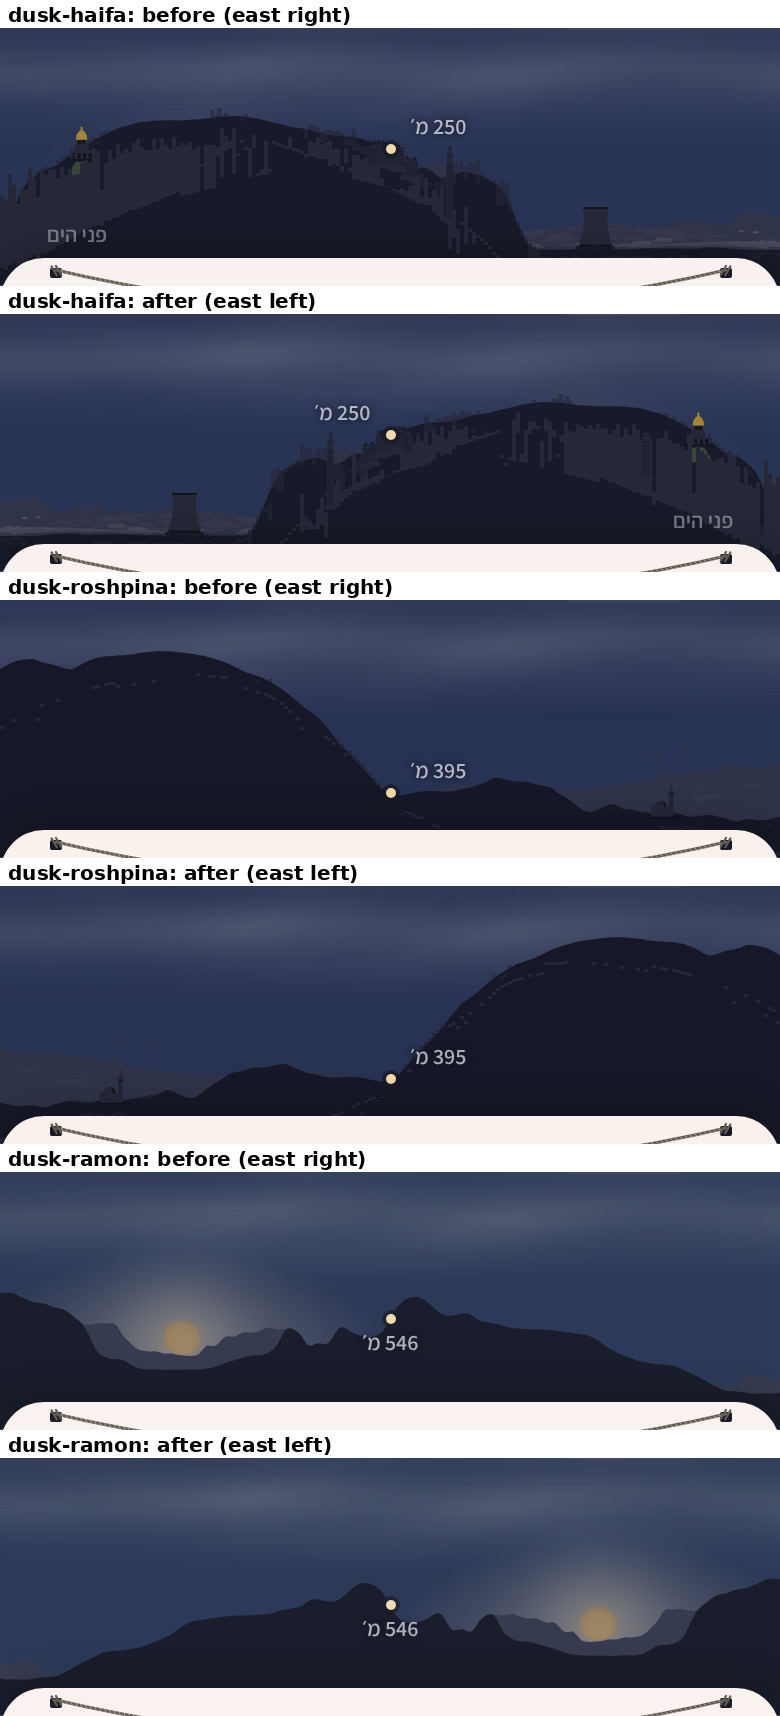 dusk-haifa: before (east right)
250 מ׳
פני הים
dusk-haifa: after (east left)
250 מ׳
פני הים
dusk-roshpina: before (east right)
395 מ׳
dusk-roshpina: after (east left)
395 מ׳
dusk-ramon: before (east right)
546 מ׳
dusk-ramon: after (east left)
546 מ׳